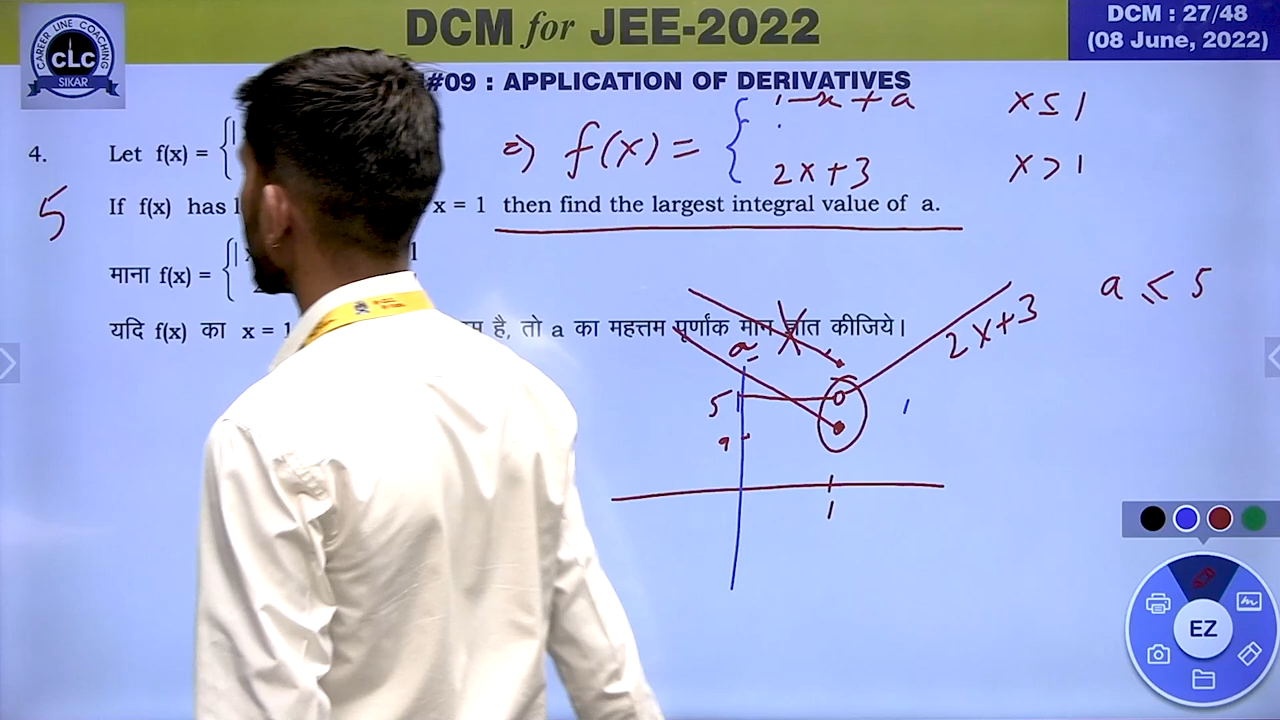 DCM for JEE-2022
DCM : 27/48
(08 June, 2022)
CAREER LINE COACHING
CLC
SIKAR
#09 : APPLICATION OF DERIVATIVES
4. Let f(x) =
⇒ f(x) = { 1-x+a x ≤ 1
2x+3 x > 1
5
If f(x) has x = 1 then find the largest integral value of a.
माना f(x) =
यदि f(x) का x = 1 है, तो a का महत्तम पूर्णांक मान ज्ञात कीजिये।
a ≤ 5
2x+3
a
5
1
EZ